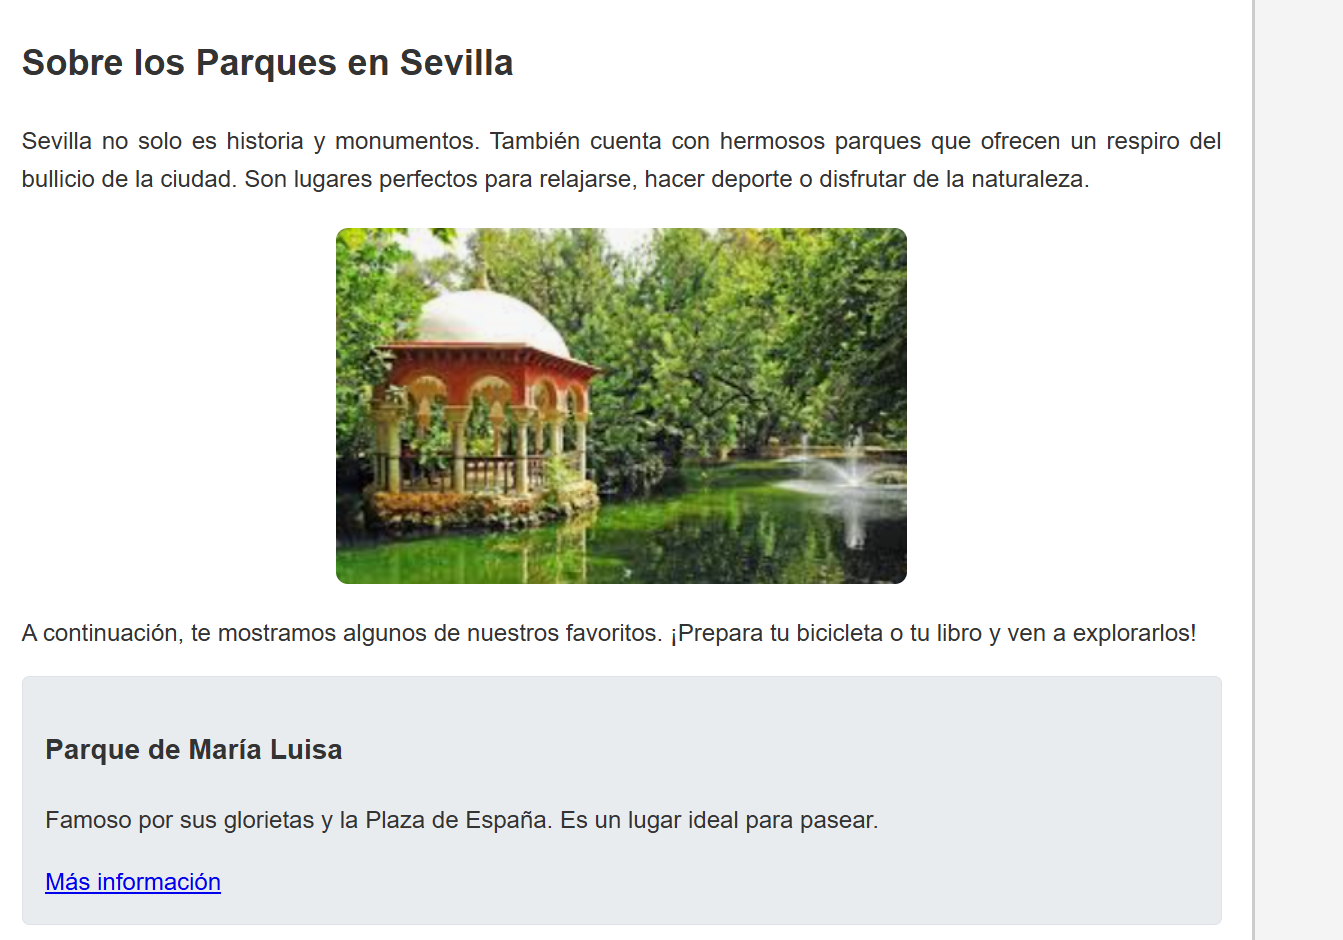 Sobre los Parques en Sevilla
Sevilla no solo es historia y monumentos. También cuenta con hermosos parques que ofrecen un respiro del
bullicio de la ciudad. Son lugares perfectos para relajarse, hacer deporte o disfrutar de la naturaleza.
A continuación, te mostramos algunos de nuestros favoritos. ¡Prepara tu bicicleta o tu libro y ven a explorarlos!
Parque de María Luisa
Famoso por sus glorietas y la Plaza de España. Es un lugar ideal para pasear.
Más información